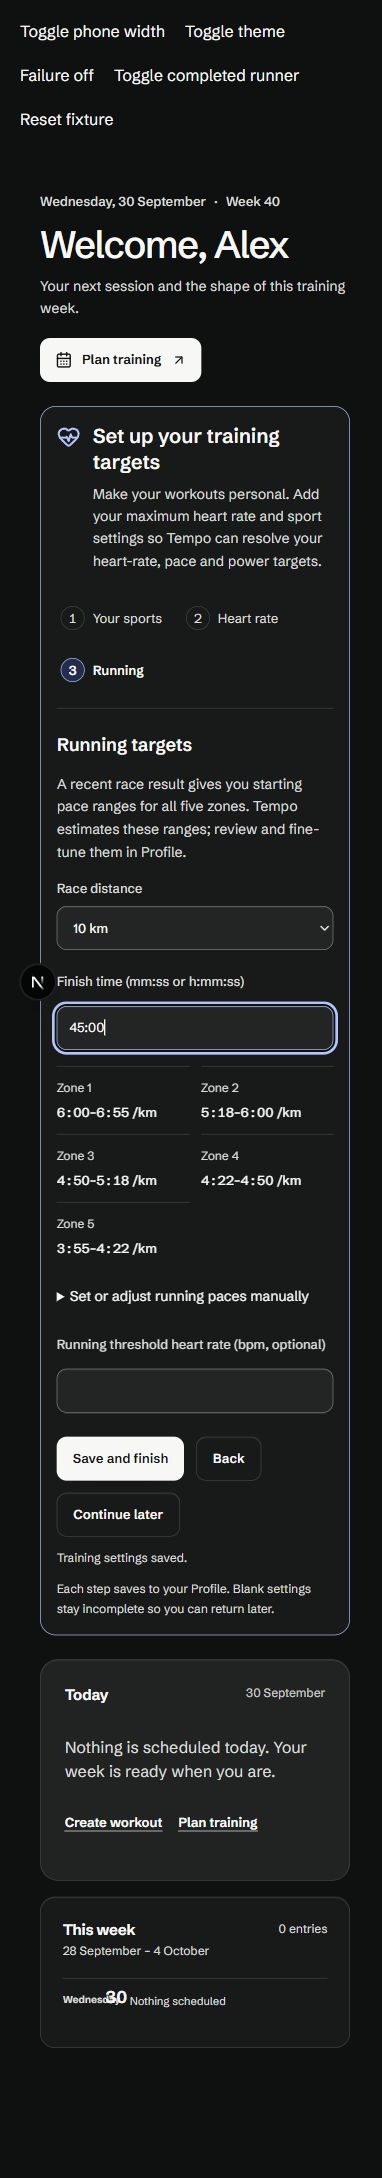 Toggle phone width Toggle theme
Failure off Toggle completed runner
Reset fixture
Wednesday, 30 September · Week 40
Welcome, Alex
Your next session and the shape of this training
week.
Plan training
Set up your training
targets
Make your workouts personal. Add
your maximum heart rate and sport
settings so Tempo can resolve your
heart-rate, pace and power targets.
1 Your sports 2 Heart rate
3 Running
Running targets
A recent race result gives you starting
pace ranges for all five zones. Tempo
estimates these ranges; review and fine-
tune them in Profile.
Race distance
10 km
N
Finish time (mm:ss or h:mm:ss)
45:00
Zone 1 Zone 2
6:00–6:55 /km 5:18–6:00 /km
Zone 3 Zone 4
4:50–5:18 /km 4:22–4:50 /km
Zone 5
3:55–4:22 /km
Set or adjust running paces manually
Running threshold heart rate (bpm, optional)
Save and finish Back
Continue later
Training settings saved.
Each step saves to your Profile. Blank settings
stay incomplete so you can return later.
Today 30 September
Nothing is scheduled today. Your
week is ready when you are.
Create workout Plan training
This week 0 entries
28 September – 4 October
Wednesday 30 Nothing scheduled